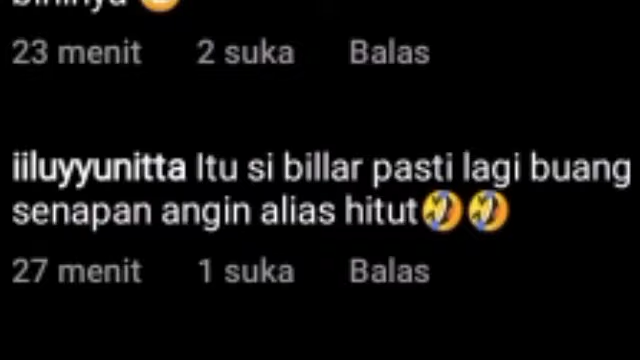 23 menit 2 suka Balas
iiluyyunitta Itu si billar pasti lagi buang
senapan angin alias hitut🤣🤣
27 menit 1 suka Balas